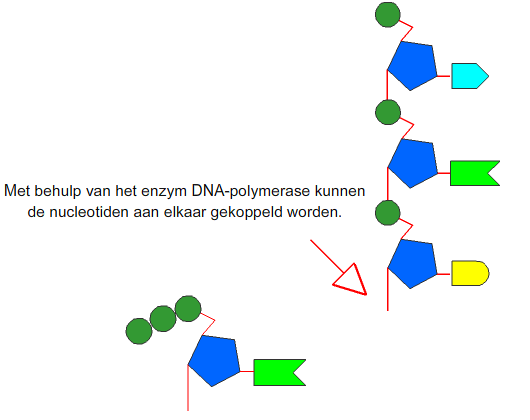 Met behulp van het enzym DNA-polymerase kunnen
de nucleotiden aan elkaar gekoppeld worden.